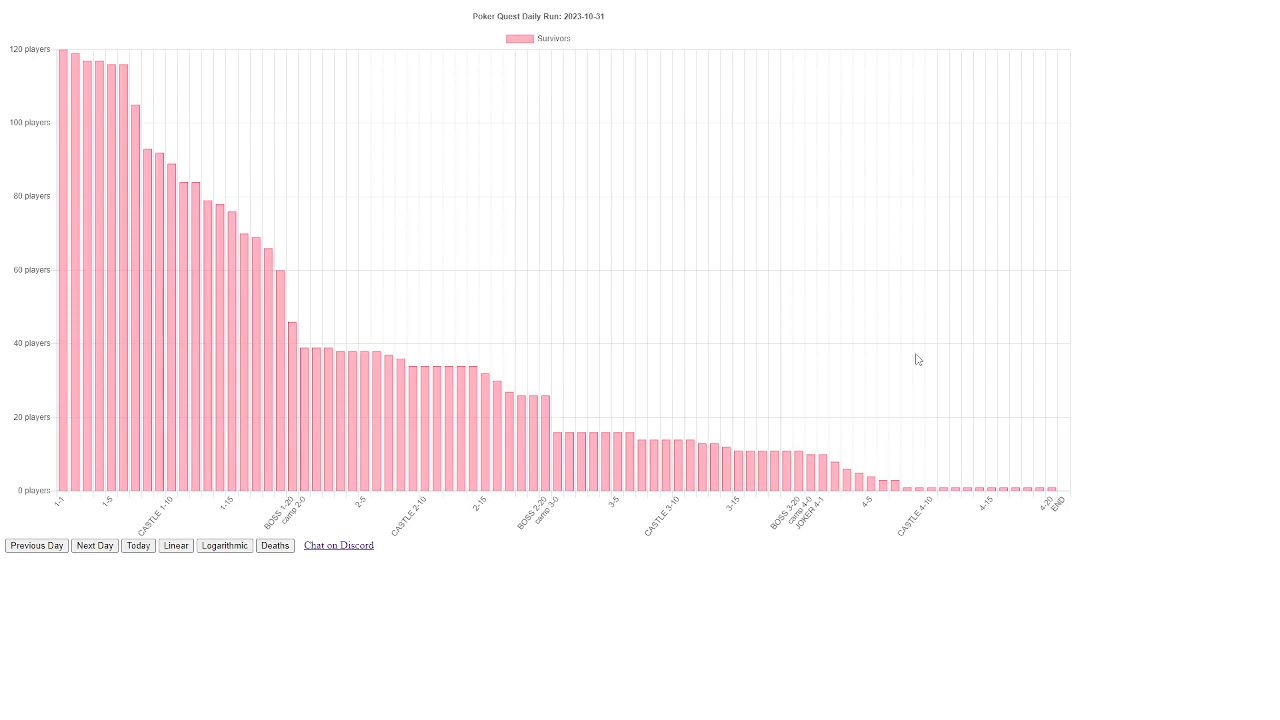 Poker Quest Daily Run: 2023-10-31
Survivors
120 players
100 players
80 players
60 players
40 players
20 players
0 players
1-1
1-5
CASTLE 1-10
1-15
BOSS 1-20
camp 2-0
2-5
CASTLE 2-10
2-15
BOSS 2-20
camp 3-0
3-5
CASTLE 3-10
3-15
BOSS 3-20
camp 4-0
JOKER 4-1
4-5
CASTLE 4-10
4-15
4-20
END
Previous Day Next Day Today Linear Logarithmic Deaths Chat on Discord